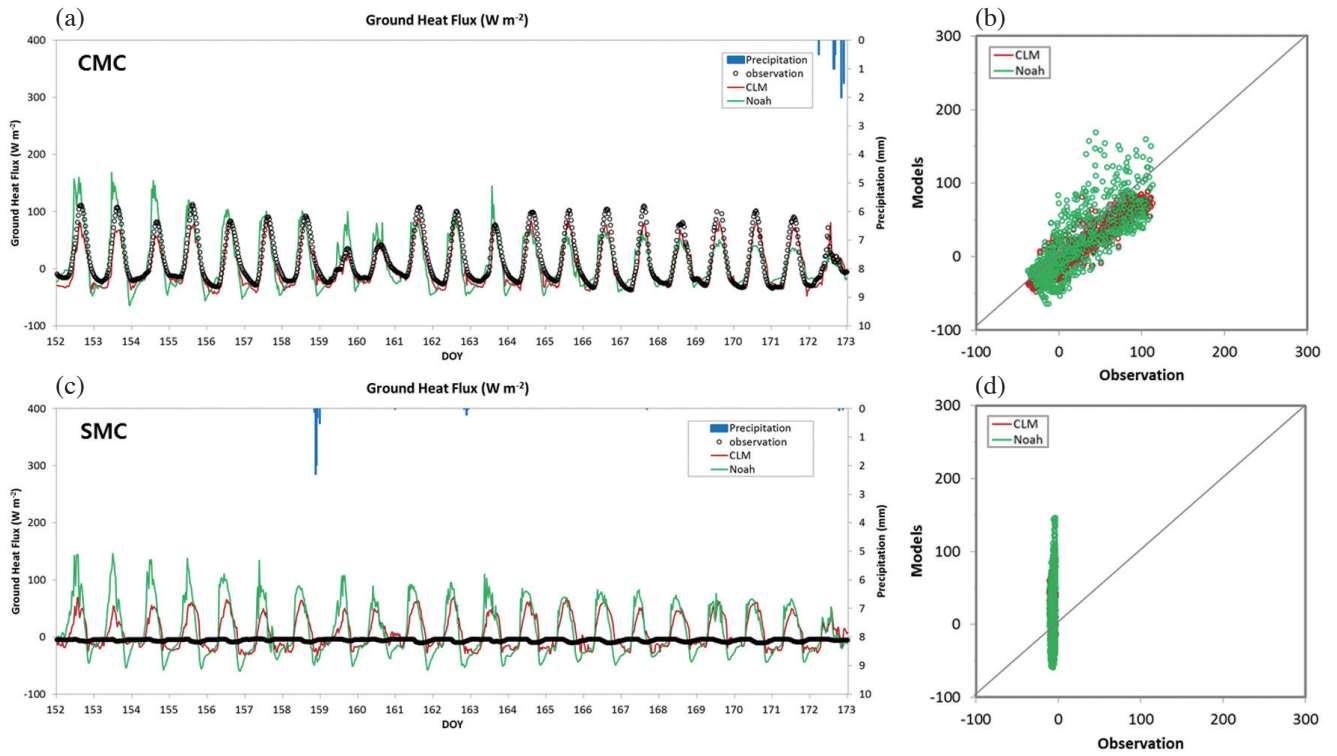 (a)
Ground Heat Flux (W m-2)
CMC
Ground Heat Flux (W m-2)
400
300
200
100
0
-100
Precipitation
observation
CLM
Noah
0
1
2
3
4
5
6
7
8
9
10
Precipitation (mm)
152 153 154 155 156 157 158 159 160 161 162 163 164 165 166 167 168 169 170 171 172 173
DOY
(b)
Models
300
200
100
0
-100
CLM
Noah
-100 0 100 200 300
Observation
(c)
Ground Heat Flux (W m-2)
SMC
Ground Heat Flux (W m-2)
400
300
200
100
0
-100
Precipitation
observation
CLM
Noah
0
1
2
3
4
5
6
7
8
9
10
Precipitation (mm)
152 153 154 155 156 157 158 159 160 161 162 163 164 165 166 167 168 169 170 171 172 173
DOY
(d)
Models
300
200
100
0
-100
CLM
Noah
-100 0 100 200 300
Observation